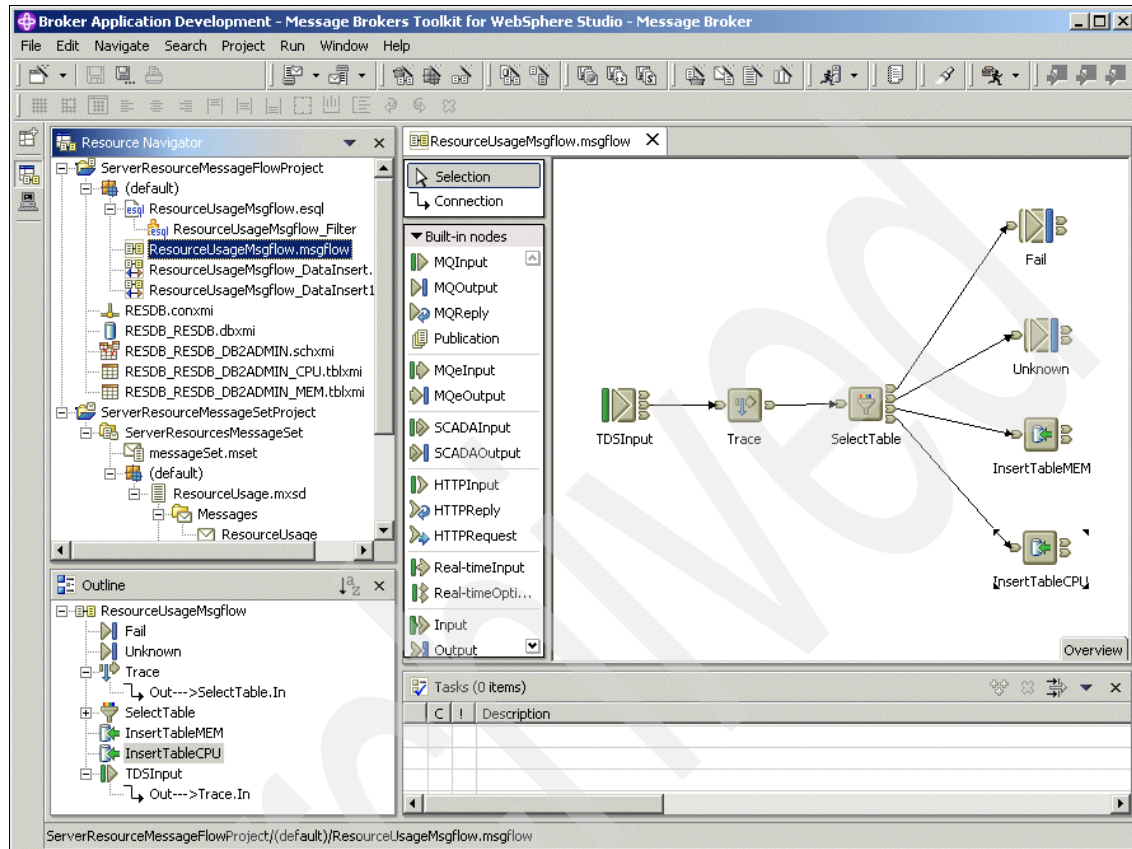 Broker Application Development - Message Brokers Toolkit for WebSphere Studio - Message Broker
File Edit Navigate Search Project Run Window Help
Resource Navigator
ServerResourceMessageFlowProject
(default)
ResourceUsageMsgflow.esql
ResourceUsageMsgflow_Filter
ResourceUsageMsgflow.msgflow
ResourceUsageMsgflow_DataInsert.
ResourceUsageMsgflow_DataInsert1
RESDB.conxmi
RESDB_RESDB.dbxmi
RESDB_RESDB_DB2ADMIN.schxmi
RESDB_RESDB_DB2ADMIN_CPU.tblxmi
RESDB_RESDB_DB2ADMIN_MEM.tblxmi
ServerResourceMessageSetProject
ServerResourcesMessageSet
messageSet.mset
(default)
ResourceUsage.mxsd
Messages
ResourceUsage
Outline
ResourceUsageMsgflow
Fail
Unknown
Trace
Out--->SelectTable.In
SelectTable
InsertTableMEM
InsertTableCPU
TDSInput
Out--->Trace.In
ResourceUsageMsgflow.msgflow
Selection
Connection
Built-in nodes
MQInput
MQOutput
MQReply
Publication
MQeInput
MQeOutput
SCADAInput
SCADAOutput
HTTPInput
HTTPReply
HTTPRequest
Real-timeInput
Real-timeOpti...
Input
Output
Fail
Unknown
TDSInput
Trace
SelectTable
InsertTableMEM
InsertTableCPU
Overview
Tasks (0 items)
C ! Description
ServerResourceMessageFlowProject/(default)/ResourceUsageMsgflow.msgflow
Archived